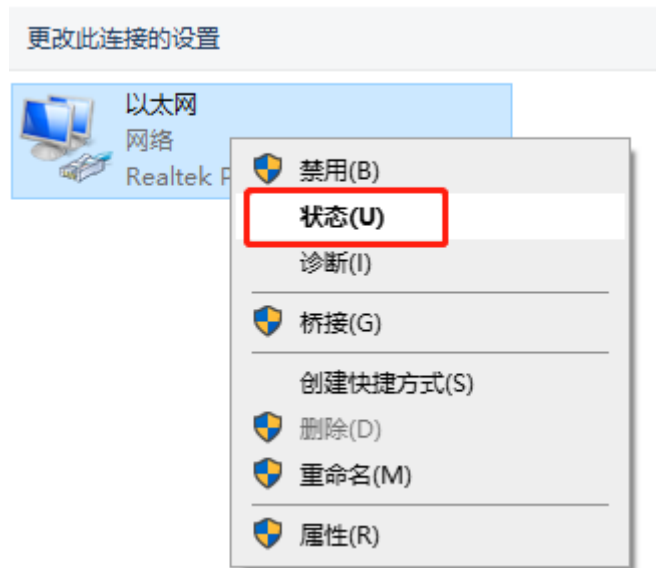 更改此连接的设置
以太网
网络
Realtek P
禁用(B)
状态(U)
诊断(I)
桥接(G)
创建快捷方式(S)
删除(D)
重命名(M)
属性(R)